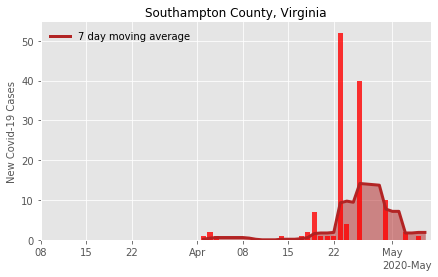 Southampton County, Virginia
7 day moving average
New Covid-19 Cases
50
40
30
20
10
0
08 15 22 Apr 08 15 22 May
2020-May